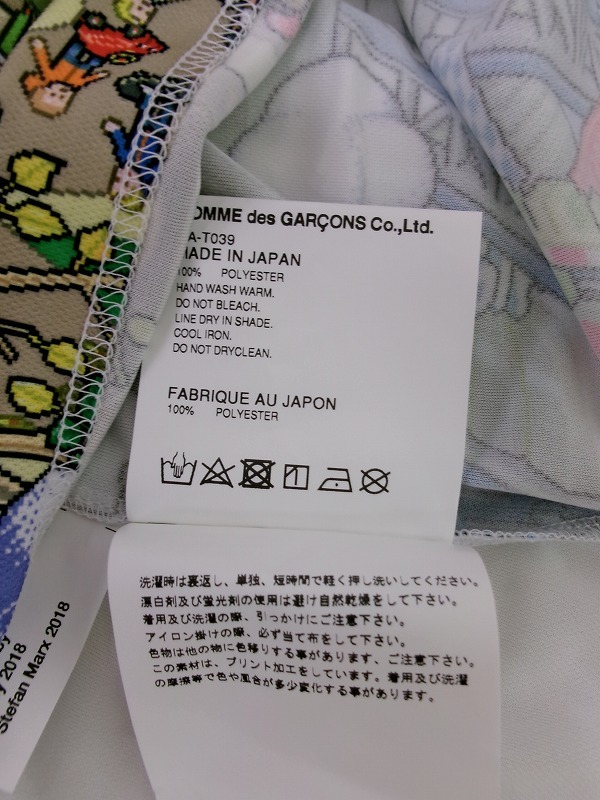 OMME des GARÇONS Co.,Ltd.
A-T039
MADE IN JAPAN
100% POLYESTER
HAND WASH WARM.
DO NOT BLEACH.
LINE DRY IN SHADE.
COOL IRON.
DO NOT DRYCLEAN.
FABRIQUE AU JAPON
100% POLYESTER
洗濯時は裏返し、単独、短時間で軽く押し洗いしてください。
漂白剤及び蛍光剤の使用は避け自然乾燥をして下さい。
着用及び洗濯の際、引っかけにご注意下さい。
アイロン掛けの際、必ず当て布をして下さい。
色物は他の物に色移りする事があります、ご注意下さい。
この素材は、プリント加工をしています。着用及び洗濯
の摩擦等で色や風合が多少変化する事があります。
y 2018
Stefan Marx 2018